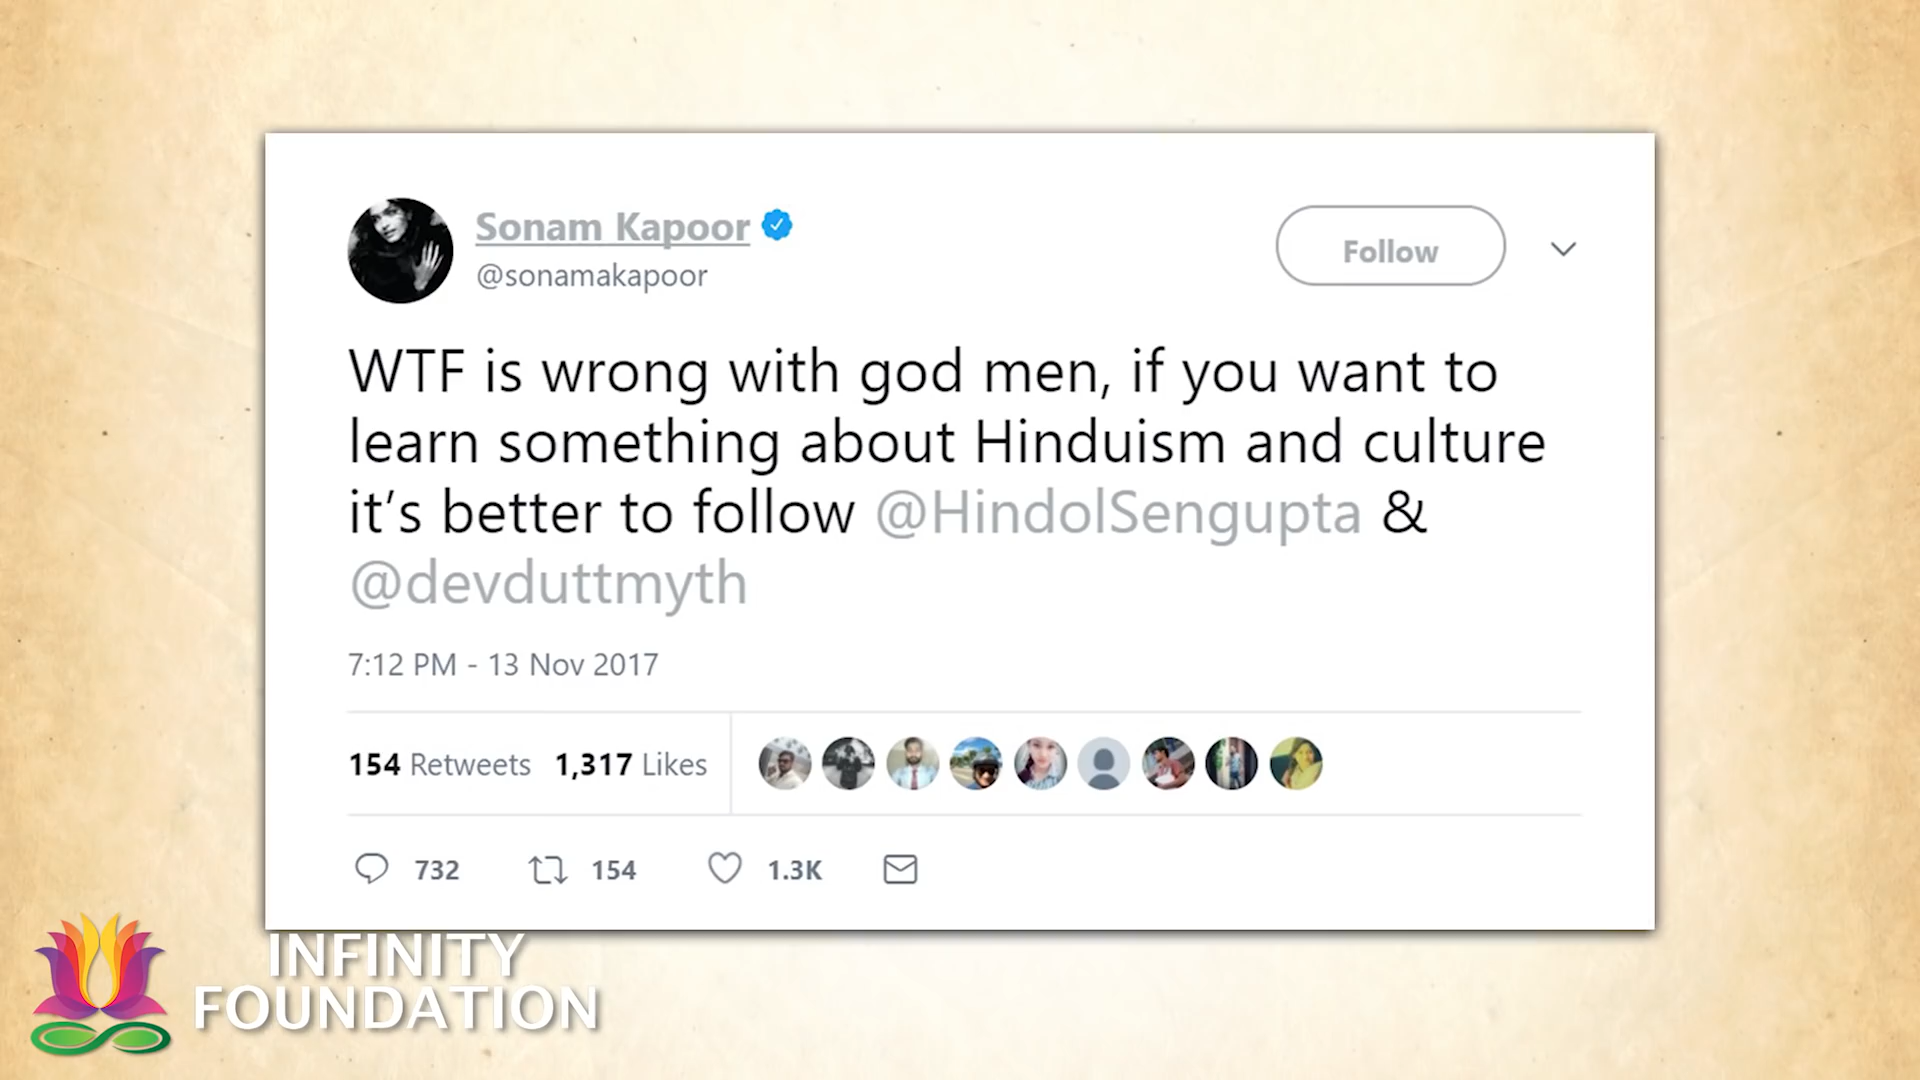 Sonam Kapoor
@sonamakapoor
Follow
WTF is wrong with god men, if you want to
learn something about Hinduism and culture
it’s better to follow @HindolSengupta &
@devduttmyth
7:12 PM - 13 Nov 2017
154 Retweets 1,317 Likes
732 154 1.3K
INFINITY
FOUNDATION